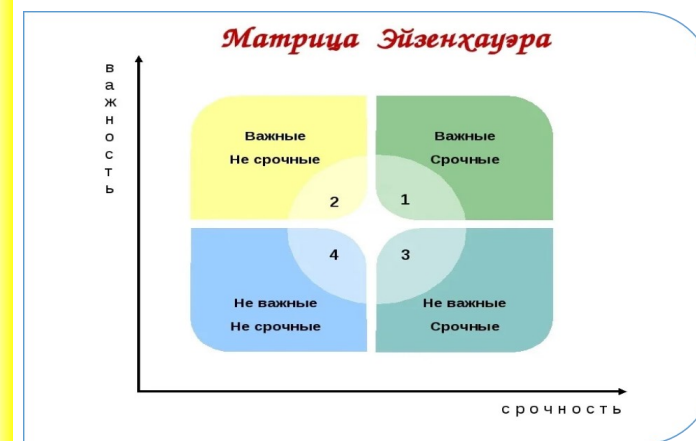 Матрица Эйзенхауэра
важность
Важные
Не срочные
2
Важные
Срочные
1
4
Не важные
Не срочные
3
Не важные
Срочные
срочность